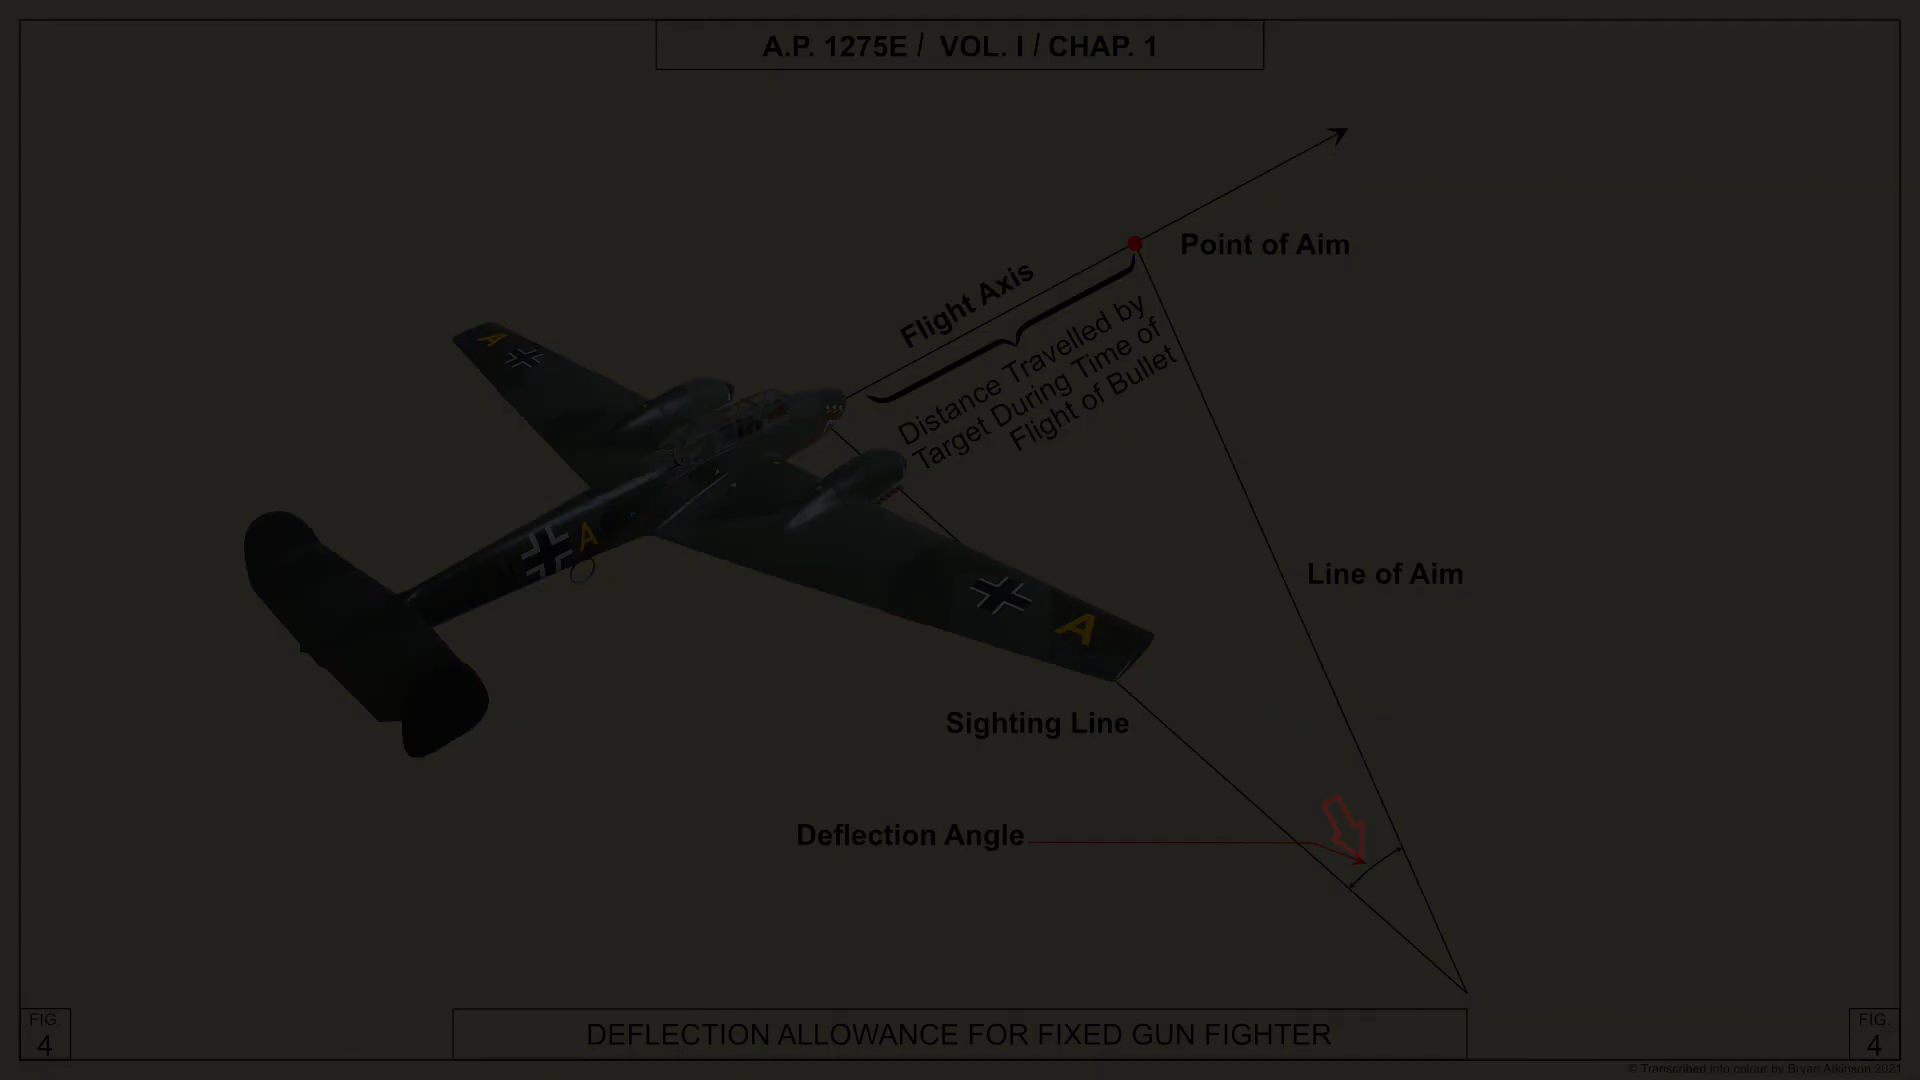 A.P. 1275E / VOL. I / CHAP. 1
Point of Aim
Flight Axis
Distance Travelled by
Target During Time of
Flight of Bullet
A
A
A
Line of Aim
Sighting Line
Deflection Angle
FIG.
4
DEFLECTION ALLOWANCE FOR FIXED GUN FIGHTER
FIG.
4
© Transcribed into colour by Bryan Atkinson 2021